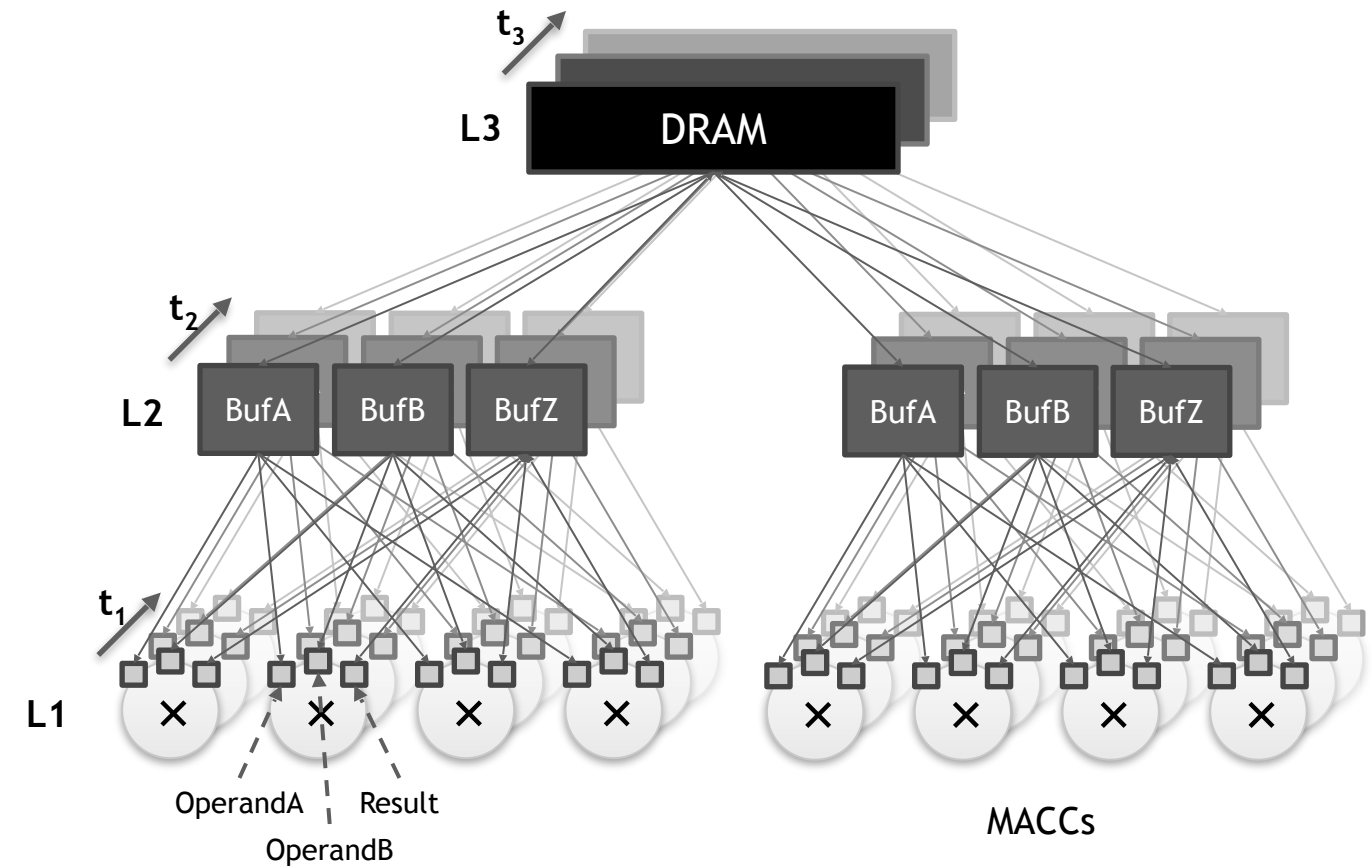 t3
L3
DRAM
t2
L2
BufA BufB BufZ
BufA BufB BufZ
t1
L1
× × × ×
× × × ×
OperandA
Result
OperandB
MACCs